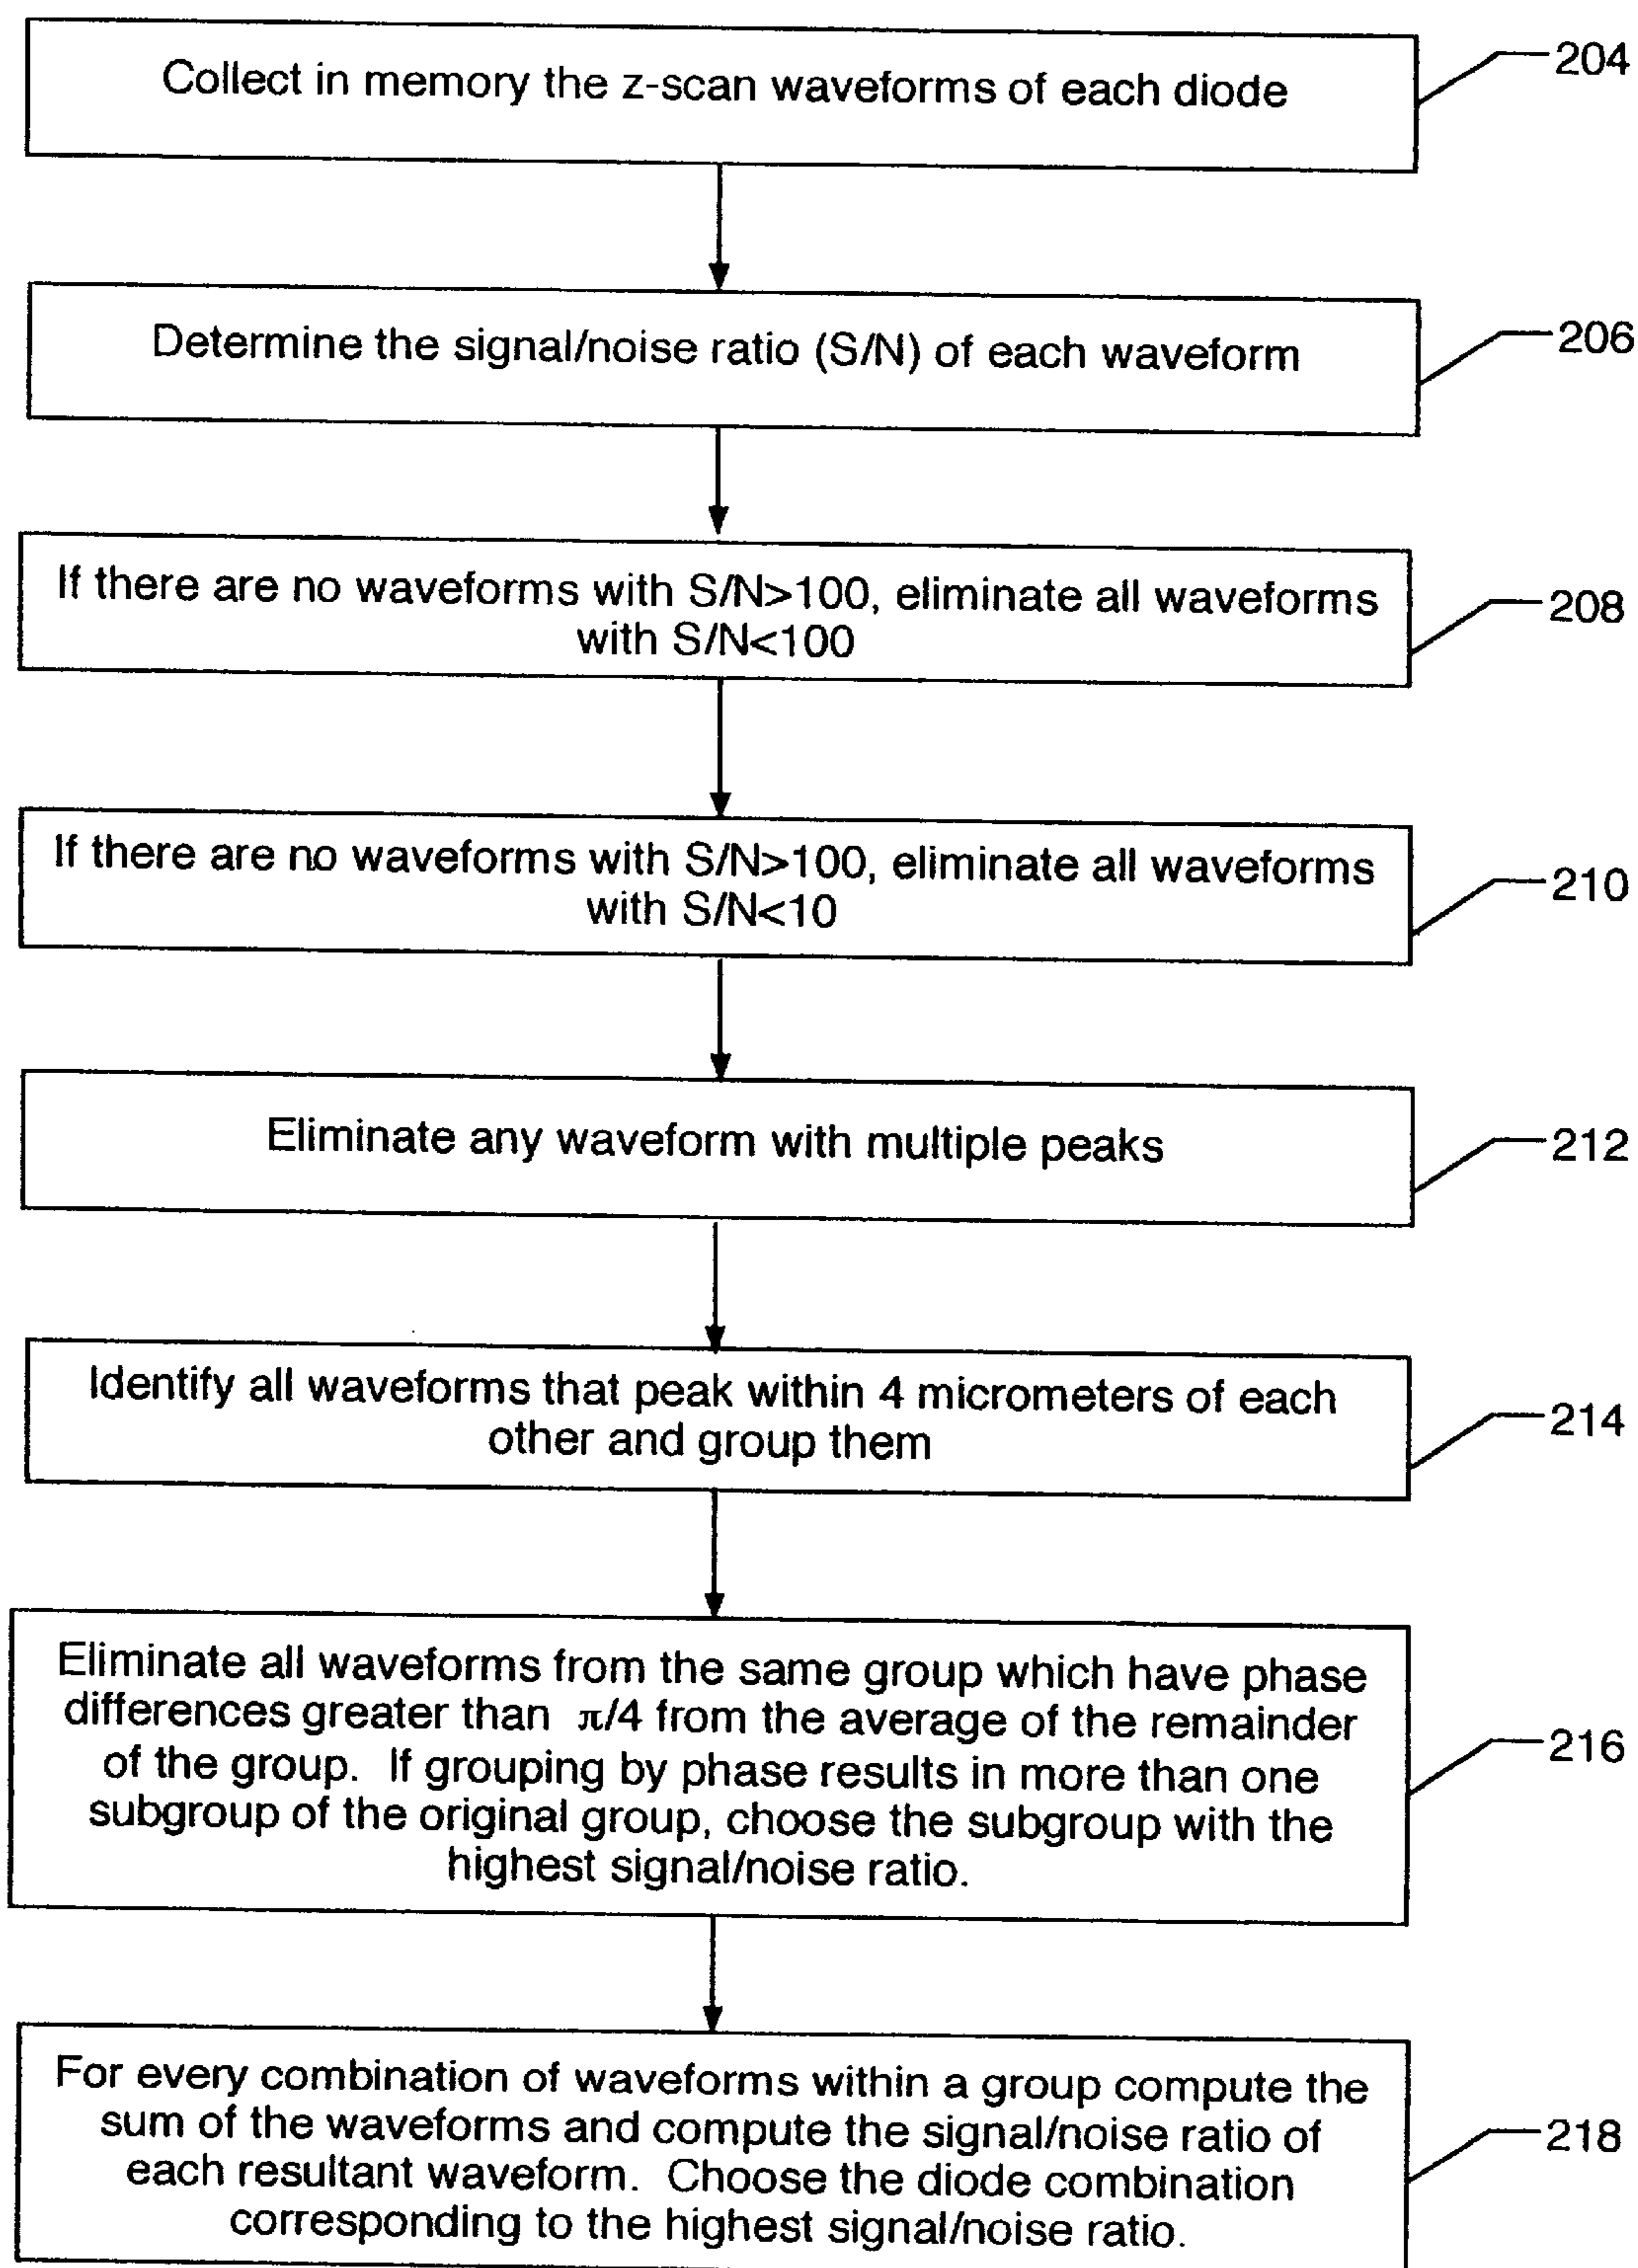 Collect in memory the z-scan waveforms of each diode
204
Determine the signal/noise ratio (S/N) of each waveform
206
If there are no waveforms with S/N>100, eliminate all waveforms
with S/N<100
208
If there are no waveforms with S/N>100, eliminate all waveforms
with S/N<10
210
Eliminate any waveform with multiple peaks
212
Identify all waveforms that peak within 4 micrometers of each
other and group them
214
Eliminate all waveforms from the same group which have phase
differences greater than π/4 from the average of the remainder
of the group. If grouping by phase results in more than one
subgroup of the original group, choose the subgroup with the
highest signal/noise ratio.
216
For every combination of waveforms within a group compute the
sum of the waveforms and compute the signal/noise ratio of
each resultant waveform. Choose the diode combination
corresponding to the highest signal/noise ratio.
218